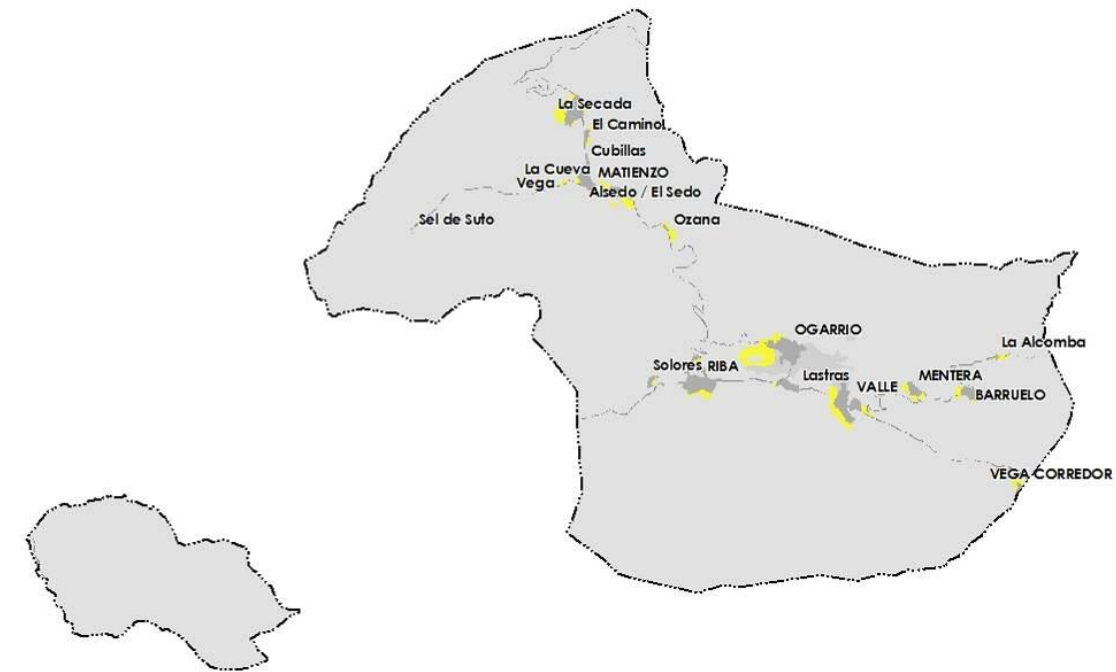 La Secada
El Camino
Cubillas
La Cueva MATIENZO
Vega
Alsedo / El Sedo
Sel de Suto
Ozana
OGARRIO
La Alcomba
Solores RIBA
Lastras
MENTERA
VALLE
BARRUELO
VEGA CORREDOR